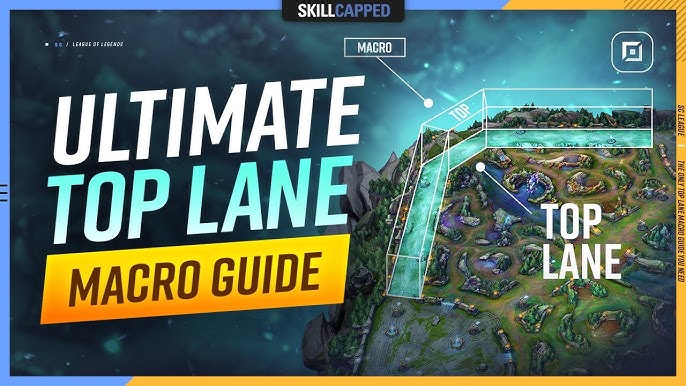 SKILLCAPPED
SC / LEAGUE OF LEGENDS
MACRO
TOP
ULTIMATE
TOP LANE
MACRO GUIDE
TOP
LANE
SC LEAGUE
THE ONLY TOP LANE MACRO GUIDE YOU NEED